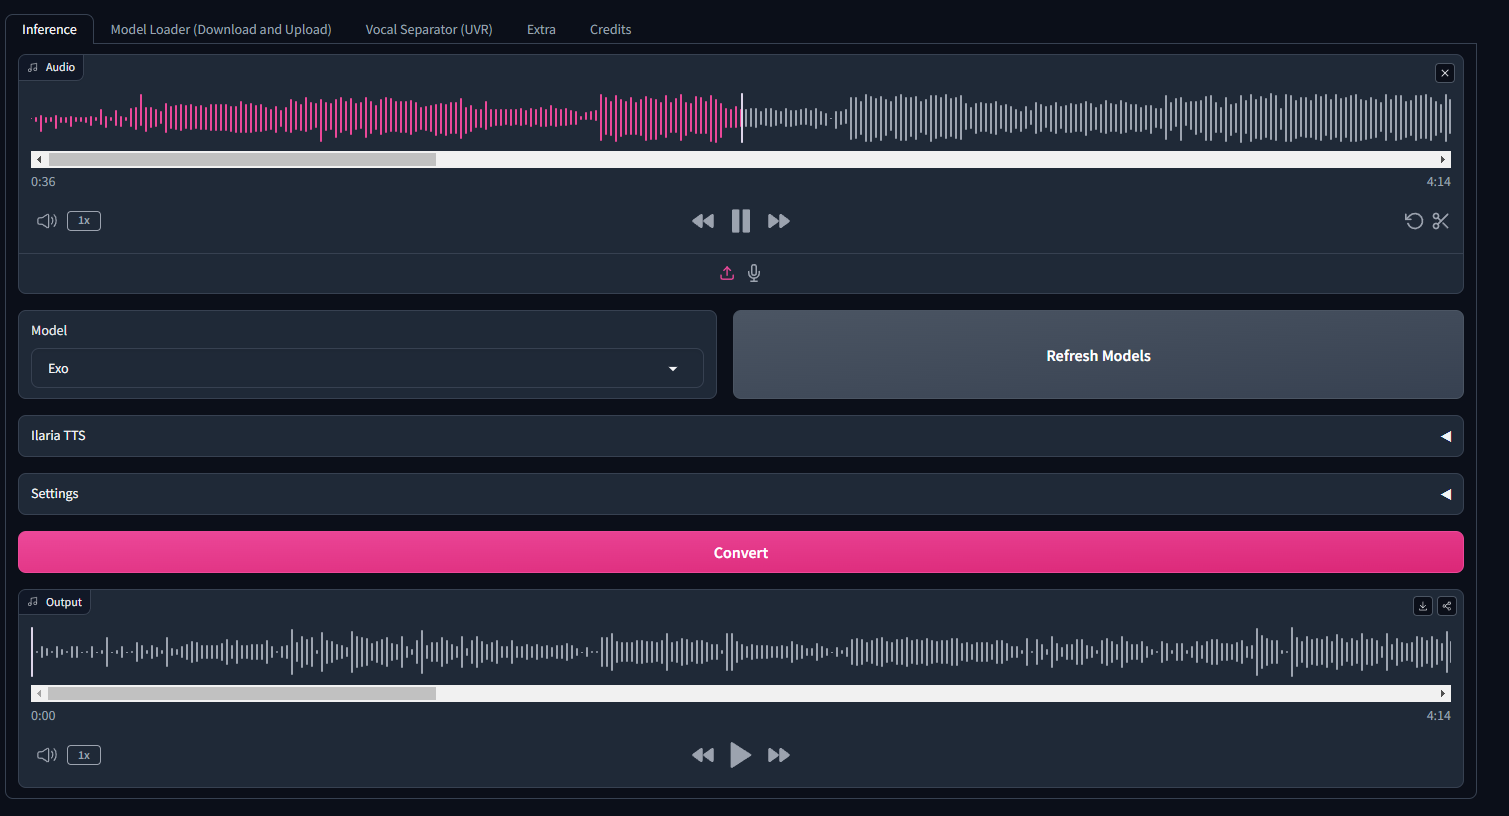 Inference
Model Loader (Download and Upload)
Vocal Separator (UVR)
Extra
Credits
Audio
0:36
4:14
1x
Model
Exo
Refresh Models
Ilaria TTS
Settings
Convert
Output
0:00
4:14
1x